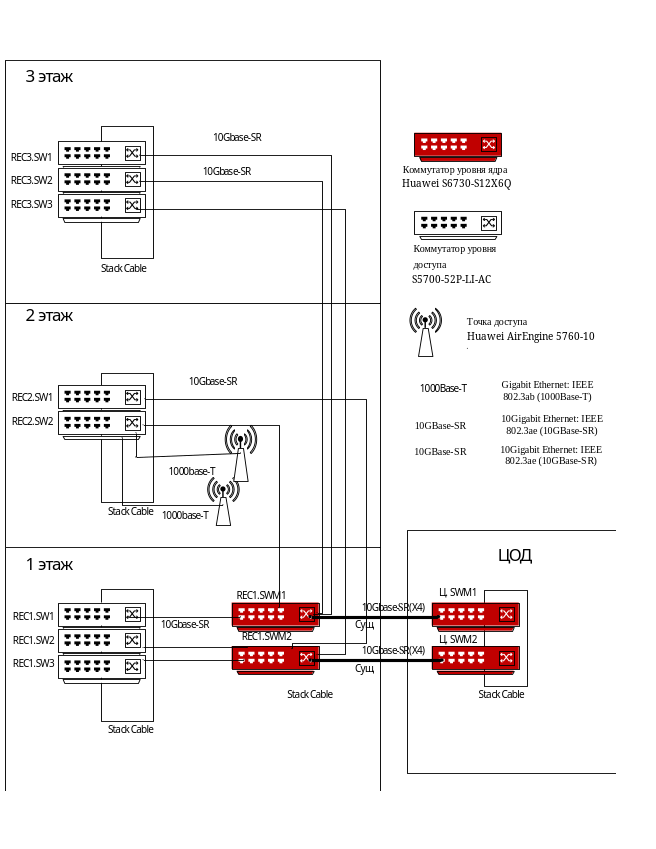 3 этаж
10Gbase-SR
REC3.SW1
10Gbase-SR
REC3.SW2
REC3.SW3
Stack Cable
Коммутатор уровня ядра
Huawei S6730-S12X6Q
Коммутатор уровня
доступа
S5700-52P-LI-AC
Точка доступа
Huawei AirEngine 5760-10
.
1000Base-T
Gigabit Ethernet: IEEE
802.3ab (1000Base-T)
10GBase-SR
10Gigabit Ethernet: IEEE
802.3ae (10GBase-SR)
10GBase-SR
10Gigabit Ethernet: IEEE
802.3ae (10GBase-SR)
2 этаж
10Gbase-SR
REC2.SW1
REC2.SW2
1000base-T
Stack Cable
1000base-T
1 этаж
REC1.SW1
REC1.SW2
REC1.SW3
10Gbase-SR
Stack Cable
REC1.SWM1
REC1.SWM2
Stack Cable
10Gbase-SR(X4)
Сущ
10Gbase-SR(X4)
Сущ
ЦОД
Ц, SWM1
Ц, SWM2
Stack Cable